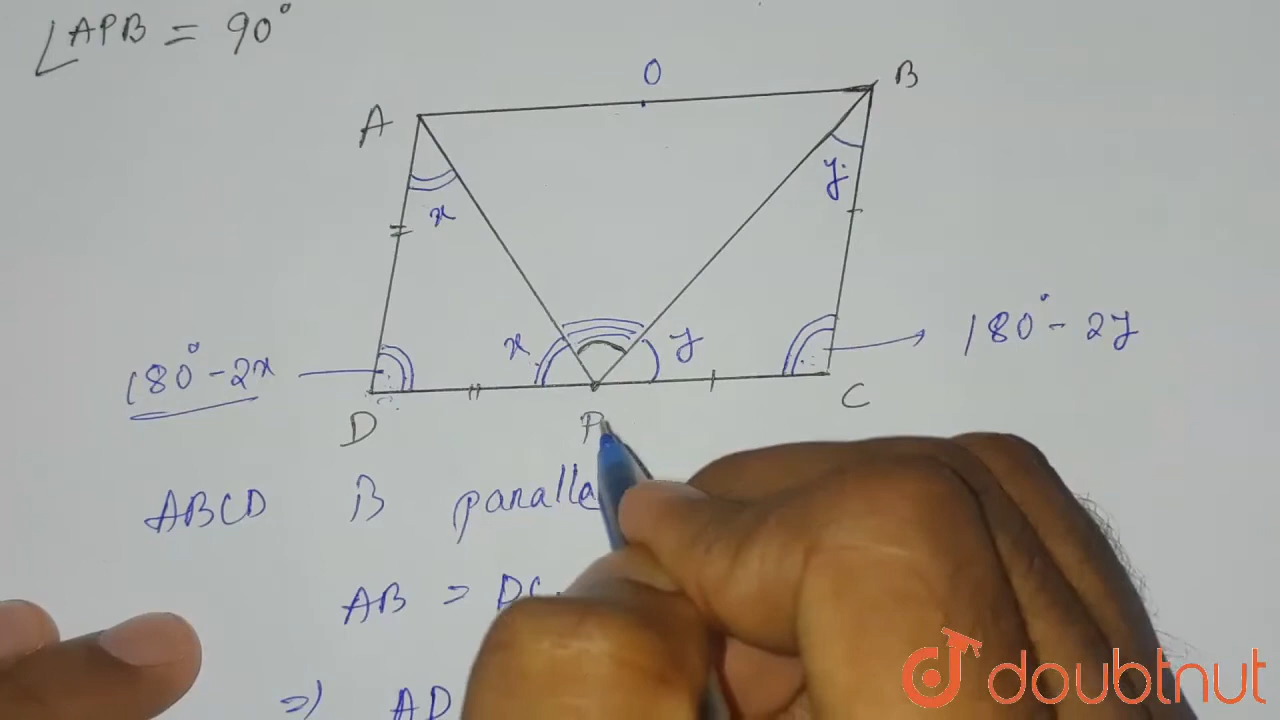 ∠APB = 90°
O
B
A
y
x
x
y
180° - 2x
180° - 2y
D
P
C
ABCD is paralle
AB = DC
=) AD
doubtnut